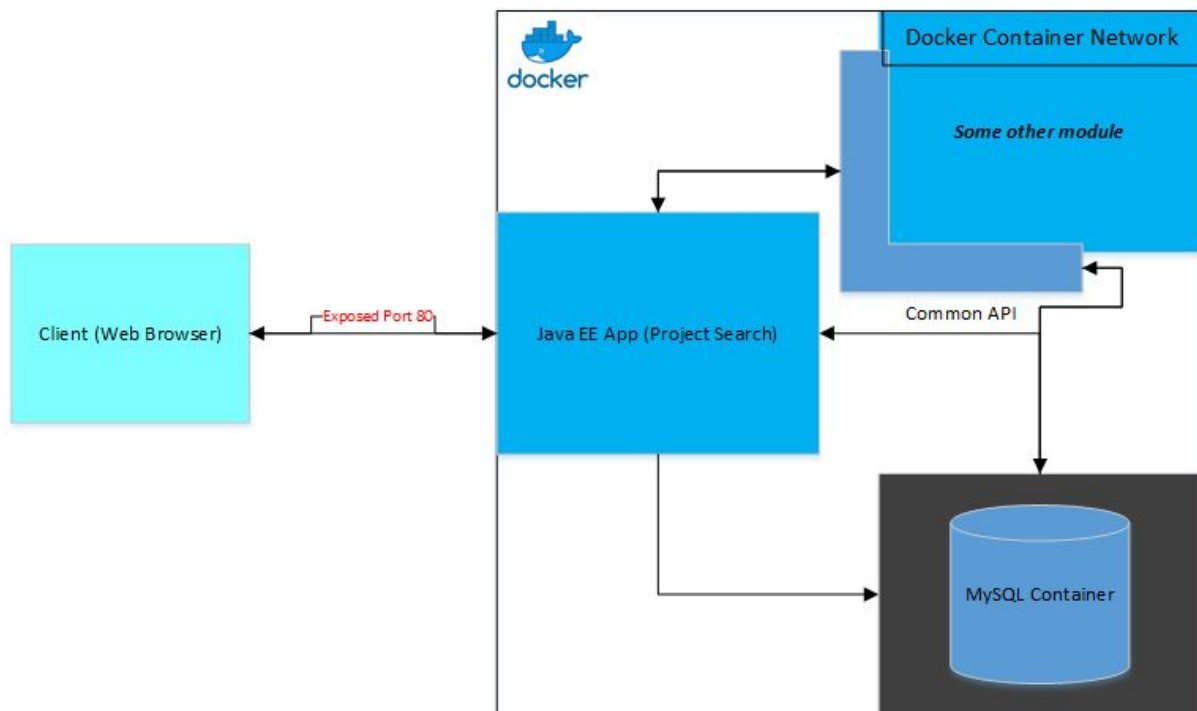 docker
Docker Container Network
Some other module
Client (Web Browser)
Exposed Port 80
Java EE App (Project Search)
Common API
MySQL Container